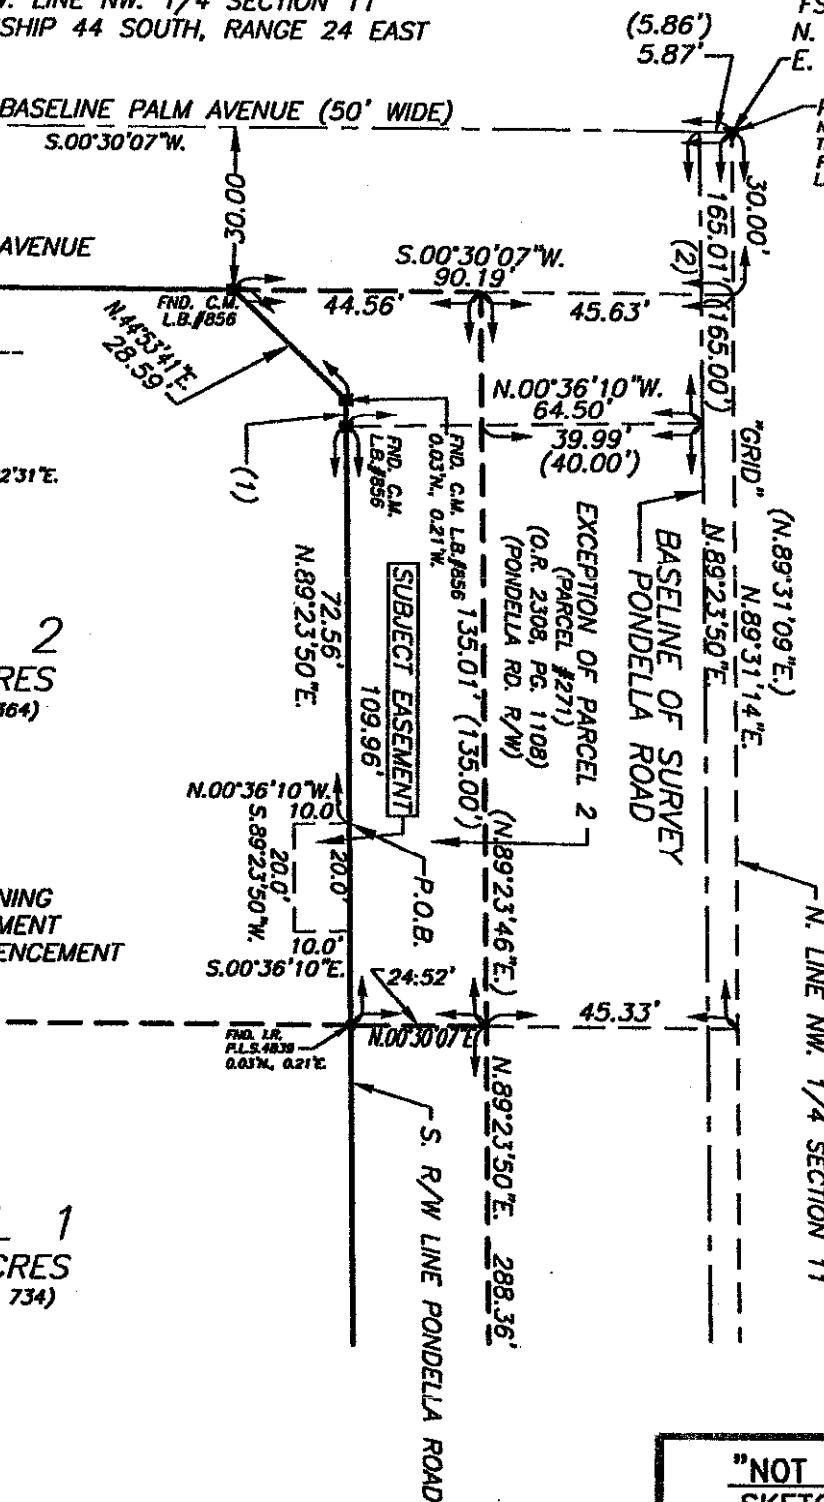 LINE NW. 1/4 SECTION 11
SHIP 44 SOUTH, RANGE 24 EAST
(5.86')
5.87'
N.
E.
BASELINE PALM AVENUE (50' WIDE)
S.00°30'07"W.
30.00'
30.00'
165.01' (165.00')
(2)
AVENUE
S.00°30'07"W.
90.19'
FND. C.M.
L.B.#856
44.56'
45.63'
N.44°53'41"E.
28.59'
N.00°36'10"W.
64.50'
39.99'
(40.00')
(1)
FND. C.M.
L.B.#856
FND. C.M. L.B.#856
0.03'N., 0.21'W.
"GRID"
(N.89°31'09"E.)
N.89°31'14"E.
N.89°23'50"E.
2'31"E.
BASELINE OF SURVEY
PONDELLA ROAD
EXCEPTION OF PARCEL 2
(PARCEL #271)
(O.R. 2308, PG. 1108)
(PONDELLA RD. R/W)
135.01' (135.00')
72.56'
N.89°23'50"E.
SUBJECT EASEMENT
109.96'
2
RES
364)
N.00°36'10"W.
10.0'
20.0'
S.89°23'50"W.
20.0'
10.0'
S.00°36'10"E.
P.O.B.
(N.89°23'46"E.)
NING
MENT
ENCEMENT
24.52'
45.33'
N.00°30'07"E.
FND. I.R.
P.L.S.4839
0.03'N., 0.21'E.
N. LINE NW. 1/4 SECTION 11
N.89°23'50"E. 288.36'
S. R/W LINE PONDELLA ROAD
L 1
CRES
734)
"NOT